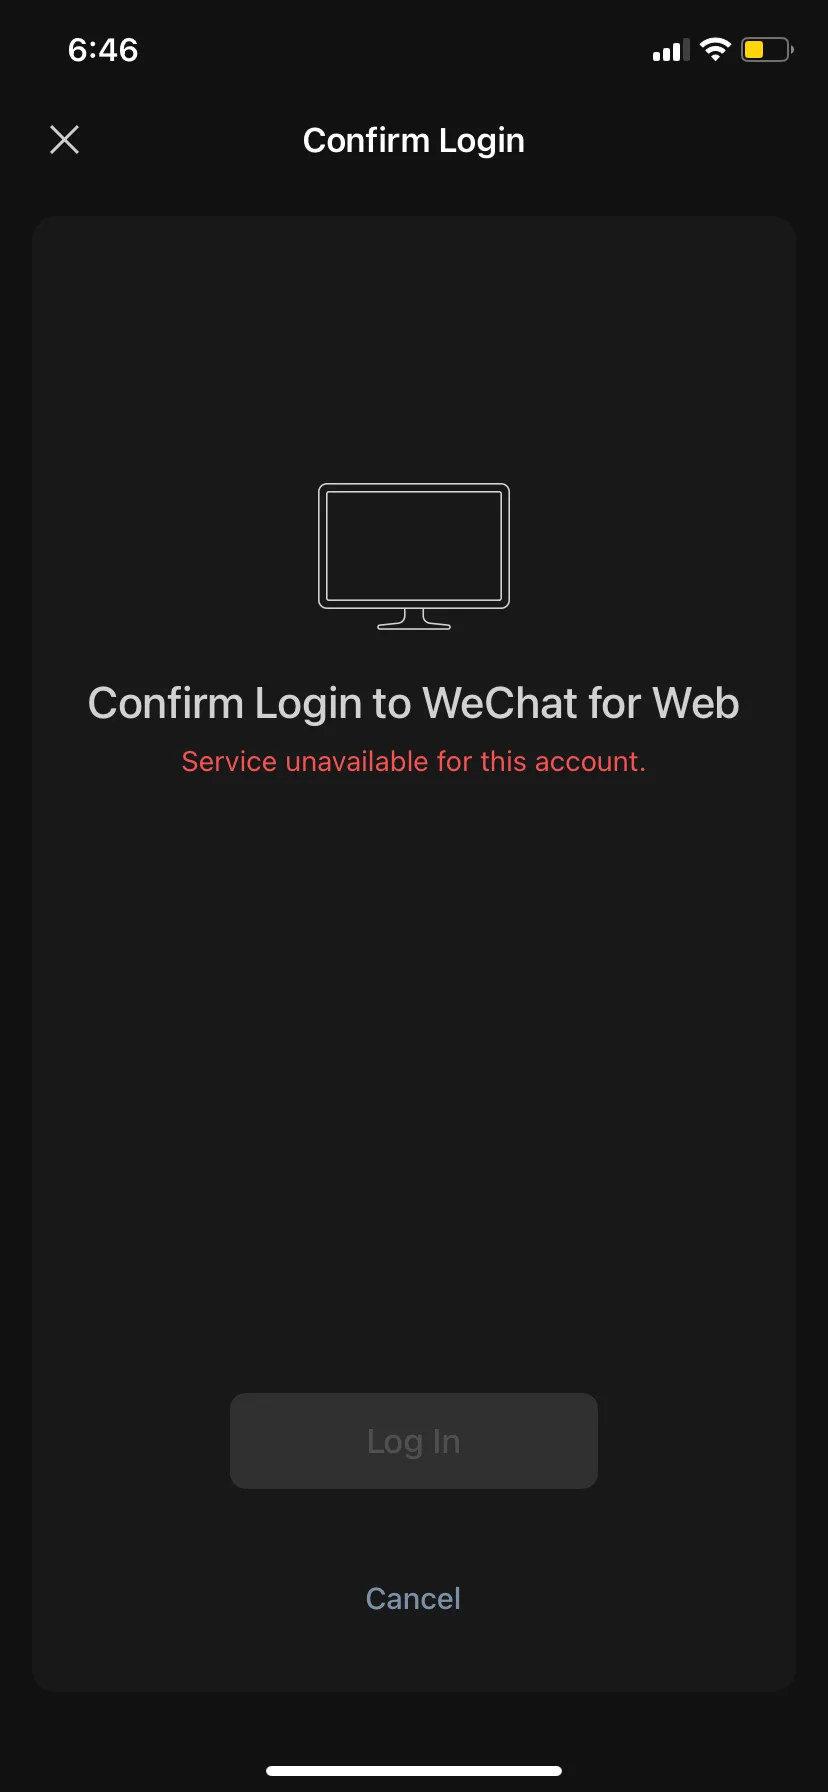 6:46
Confirm Login
Confirm Login to WeChat for Web
Service unavailable for this account.
Log In
Cancel